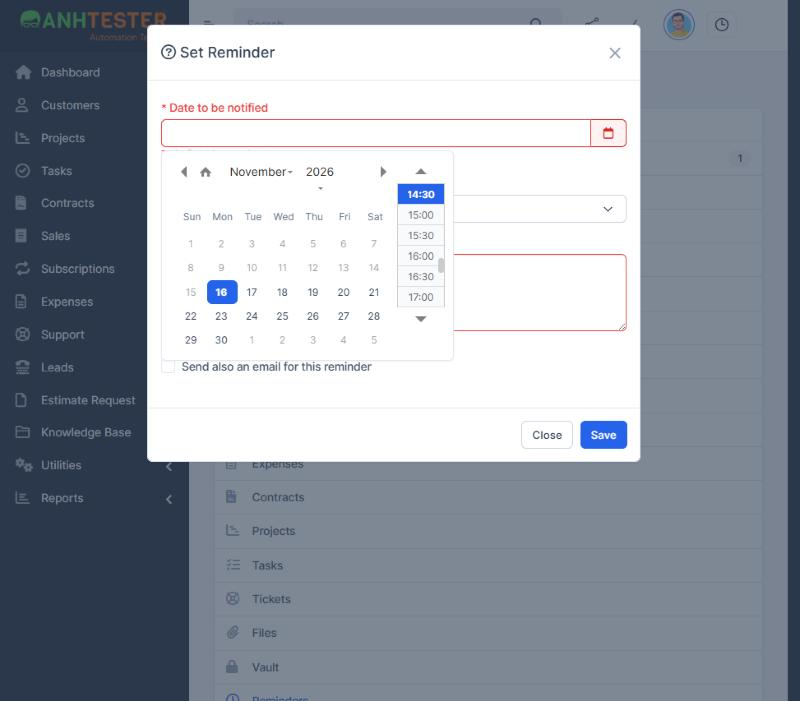 ANHTESTER
Automation Te
Search
Set Reminder
* Date to be notified
November 2026
Sun Mon Tue Wed Thu Fri Sat
1 2 3 4 5 6 7
8 9 10 11 12 13 14
15 16 17 18 19 20 21
22 23 24 25 26 27 28
29 30 1 2 3 4 5
14:30
15:00
15:30
16:00
16:30
17:00
Send also an email for this reminder
Close Save
Dashboard
Customers
Projects
Tasks
Contracts
Sales
Subscriptions
Expenses
Support
Leads
Estimate Request
Knowledge Base
Utilities
Reports
1
Expenses
Contracts
Projects
Tasks
Tickets
Files
Vault
Reminders